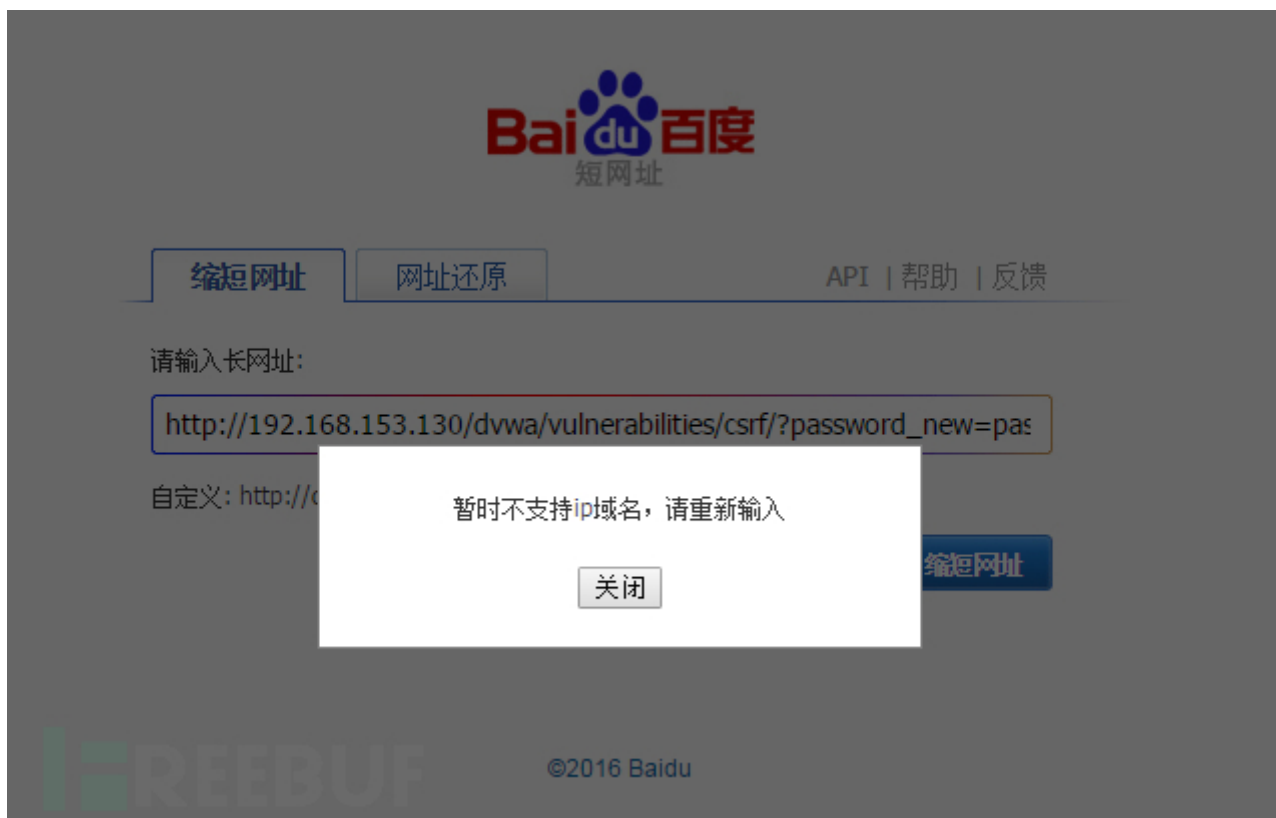 Bai du 百度
短网址
缩短网址 网址还原 API | 帮助 | 反馈
请输入长网址:
http://192.168.153.130/dvwa/vulnerabilities/csrf/?password_new=pas
自定义: http://
暂时不支持ip域名，请重新输入
缩短网址
关闭
REEBUF
©2016 Baidu